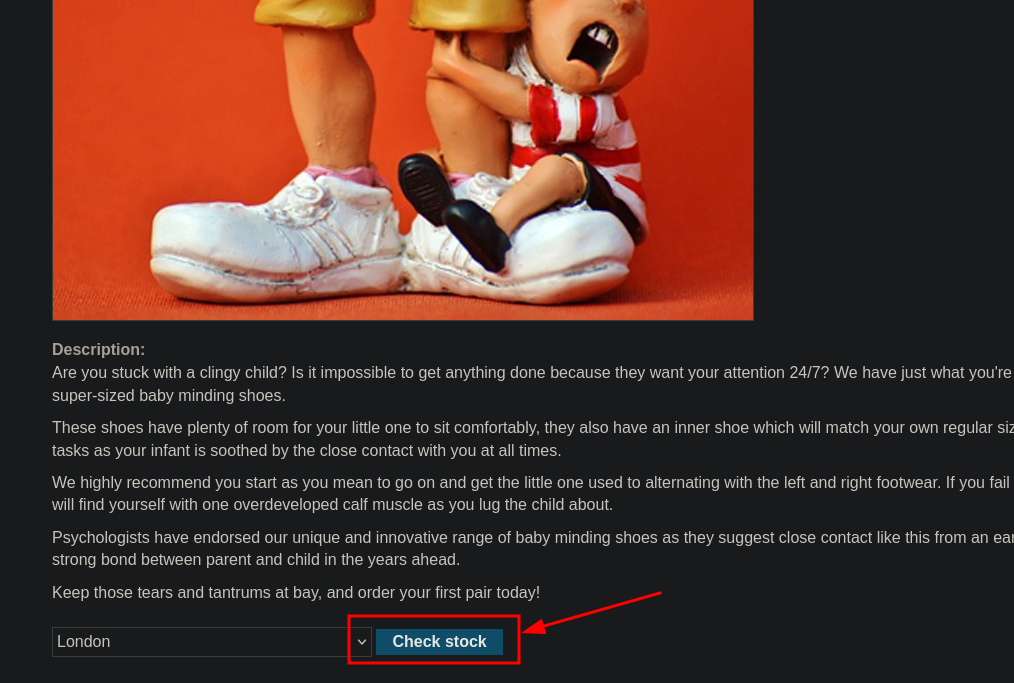 Description:
Are you stuck with a clingy child? Is it impossible to get anything done because they want your attention 24/7? We have just what you're
super-sized baby minding shoes.
These shoes have plenty of room for your little one to sit comfortably, they also have an inner shoe which will match your own regular
tasks as your infant is soothed by the close contact with you at all times.
We highly recommend you start as you mean to go on and get the little one used to alternating with the left and right footwear. If you fail
will find yourself with one overdeveloped calf muscle as you lug the child about.
Psychologists have endorsed our unique and innovative range of baby minding shoes as they suggest close contact like this from an
strong bond between parent and child in the years ahead.
Keep those tears and tantrums at bay, and order your first pair today!
London Check stock